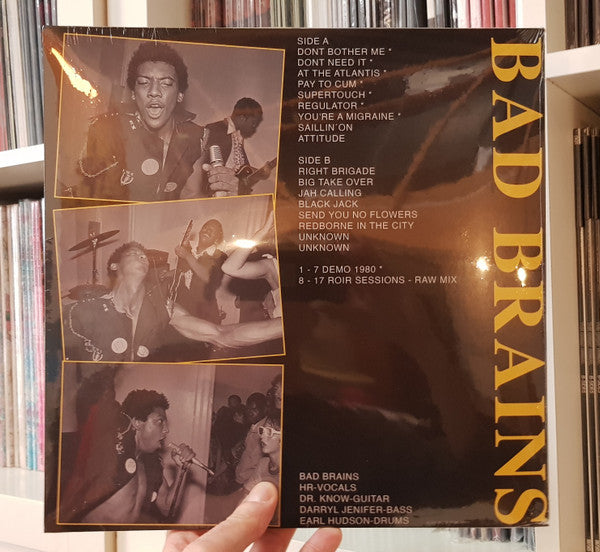 SIDE A
DONT BOTHER ME *
DONT NEED IT *
AT THE ATLANTIS *
PAY TO CUM *
SUPERTOUCH *
REGULATOR *
YOU'RE A MIGRAINE *
SAILLIN'ON
ATTITUDE
SIDE B
RIGHT BRIGADE
BIG TAKE OVER
JAH CALLING
BLACK JACK
SEND YOU NO FLOWERS
REDBORNE IN THE CITY
UNKNOWN
UNKNOWN
1 - 7 DEMO 1980 *
8 - 17 ROIR SESSIONS - RAW MIX
BAD BRAINS
HR-VOCALS
DR. KNOW-GUITAR
DARRYL JENIFER-BASS
EARL HUDSON-DRUMS
BAD BRAINS